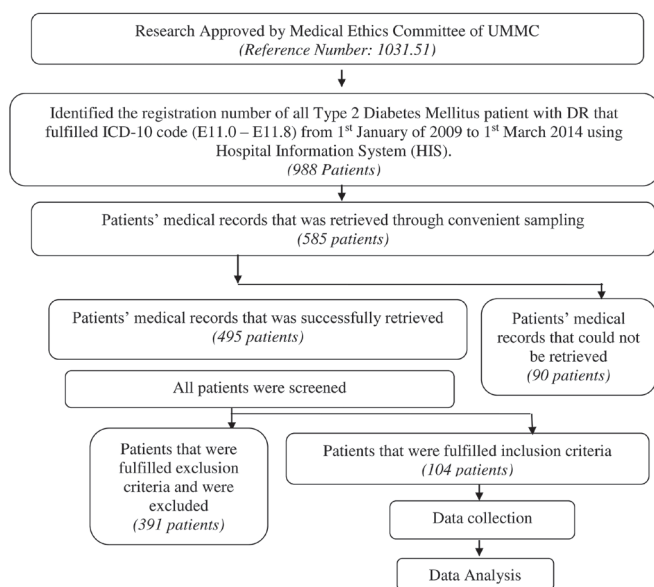 Research Approved by Medical Ethics Committee of UMMC
(Reference Number: 1031.51)
Identified the registration number of all Type 2 Diabetes Mellitus patient with DR that
fulfilled ICD-10 code (E11.0 – E11.8) from 1st January of 2009 to 1st March 2014 using
Hospital Information System (HIS).
(988 Patients)
Patients' medical records that was retrieved through convenient sampling
(585 patients)
Patients' medical records that was successfully retrieved
(495 patients)
Patients' medical
records that could not
be retrieved
(90 patients)
All patients were screened
Patients that were
fulfilled exclusion
criteria and were
excluded
(391 patients)
Patients that were fulfilled inclusion criteria
(104 patients)
Data collection
Data Analysis